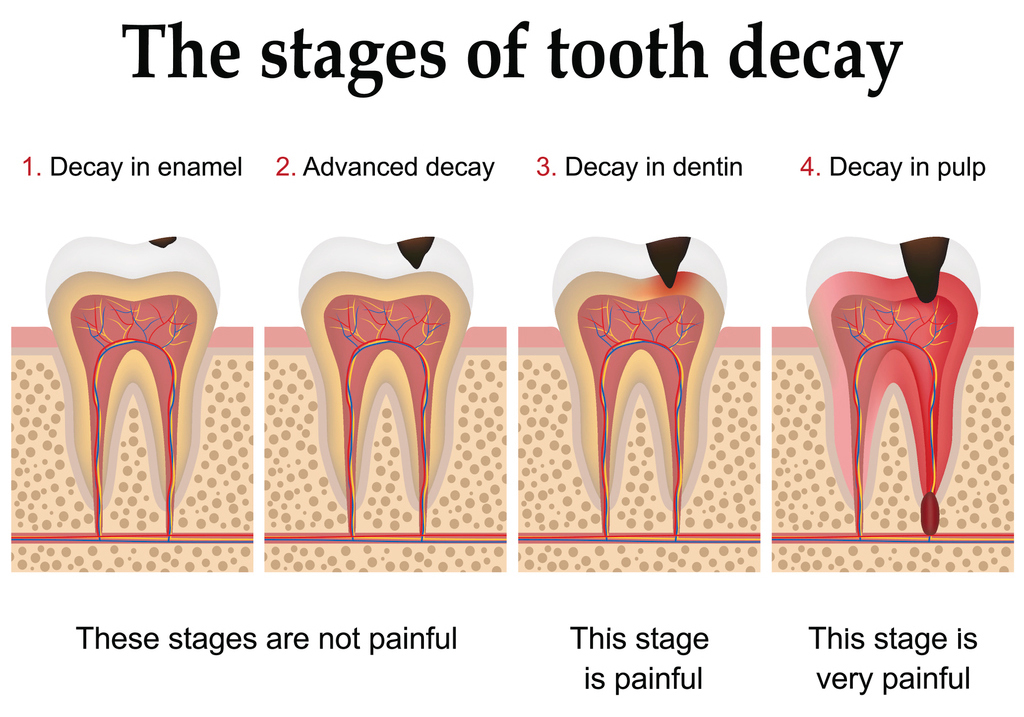 The stages of tooth decay
1. Decay in enamel
2. Advanced decay
3. Decay in dentin
4. Decay in pulp
These stages are not painful
This stage
is painful
This stage is
very painful